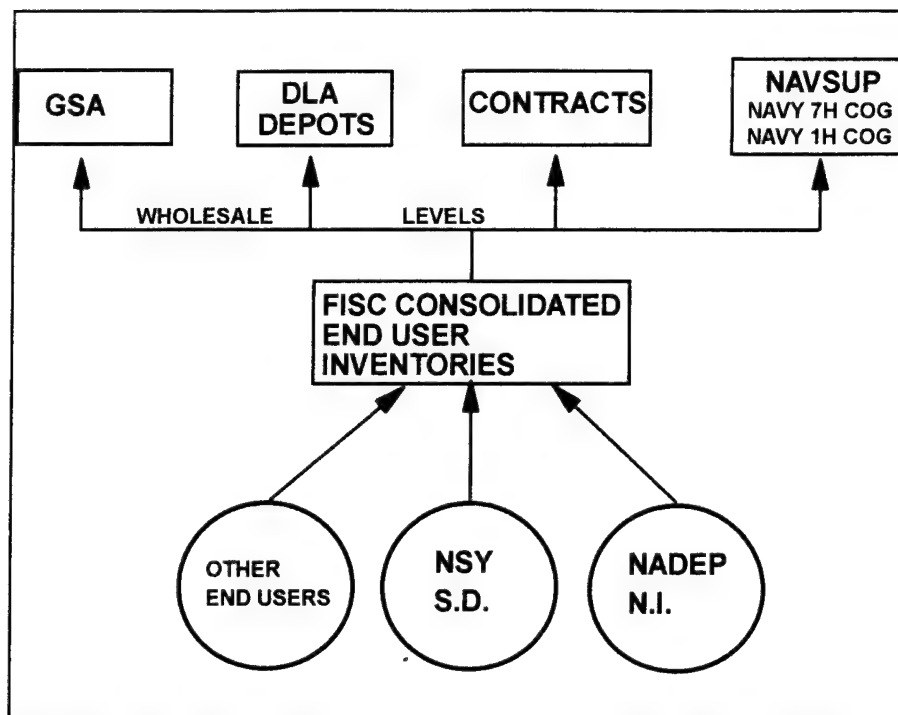 GSA
DLA
DEPOTS
CONTRACTS
NAVSUP
NAVY 7H COG
NAVY 1H COG
WHOLESALE LEVELS
FISC CONSOLIDATED
END USER
INVENTORIES
OTHER
END USERS
NSY
S.D.
NADEP
N.I.